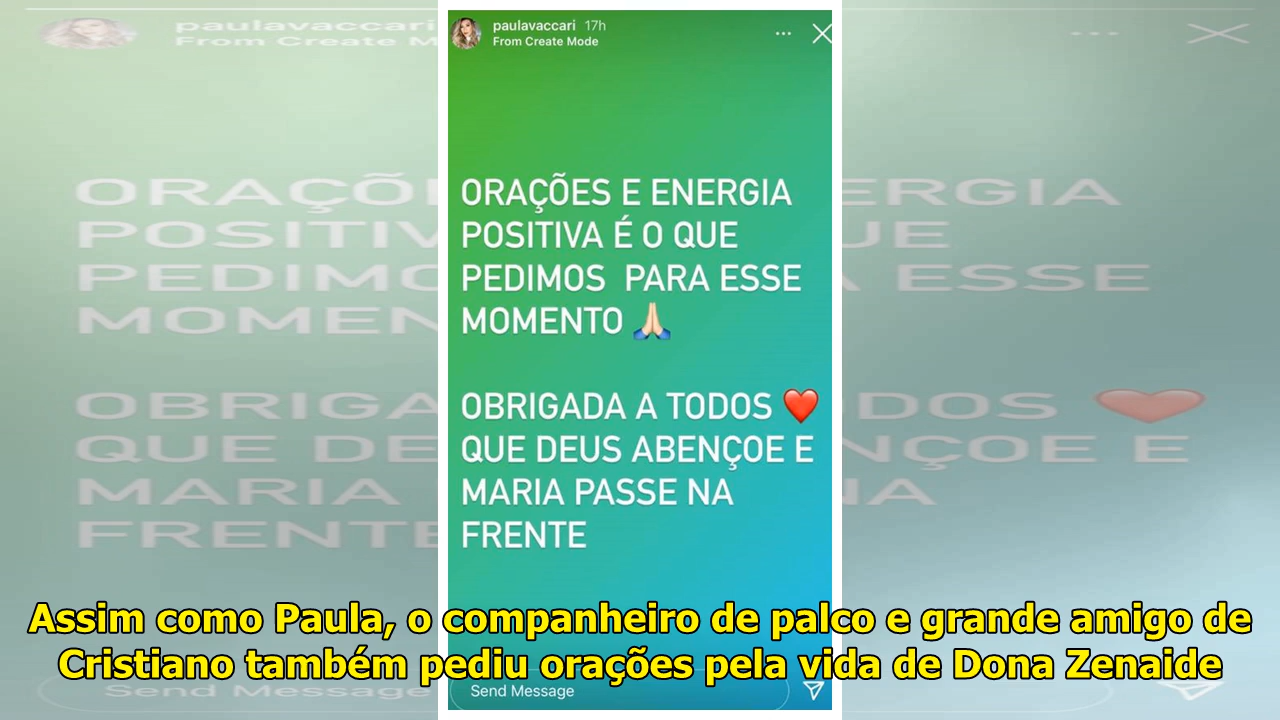 paulavaccari 17h
From Create Mode
ORAÇÕES E ENERGIA
POSITIVA É O QUE
PEDIMOS PARA ESSE
MOMENTO 🙏🏻
OBRIGADA A TODOS ❤️
QUE DEUS ABENÇOE E
MARIA PASSE NA
FRENTE
Assim como Paula, o companheiro de palco e grande amigo de
Cristiano também pediu orações pela vida de Dona Zenaide
Send Message